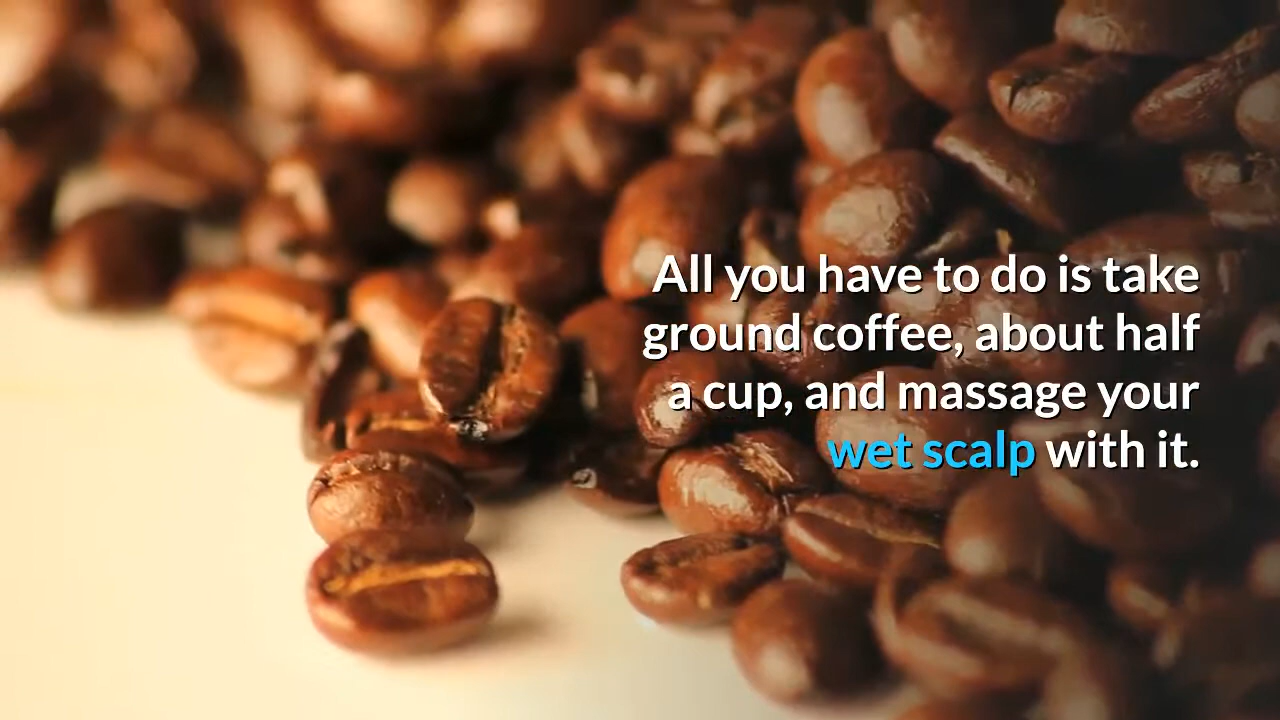 All you have to do is take
ground coffee, about half
a cup, and massage your
wet scalp with it.